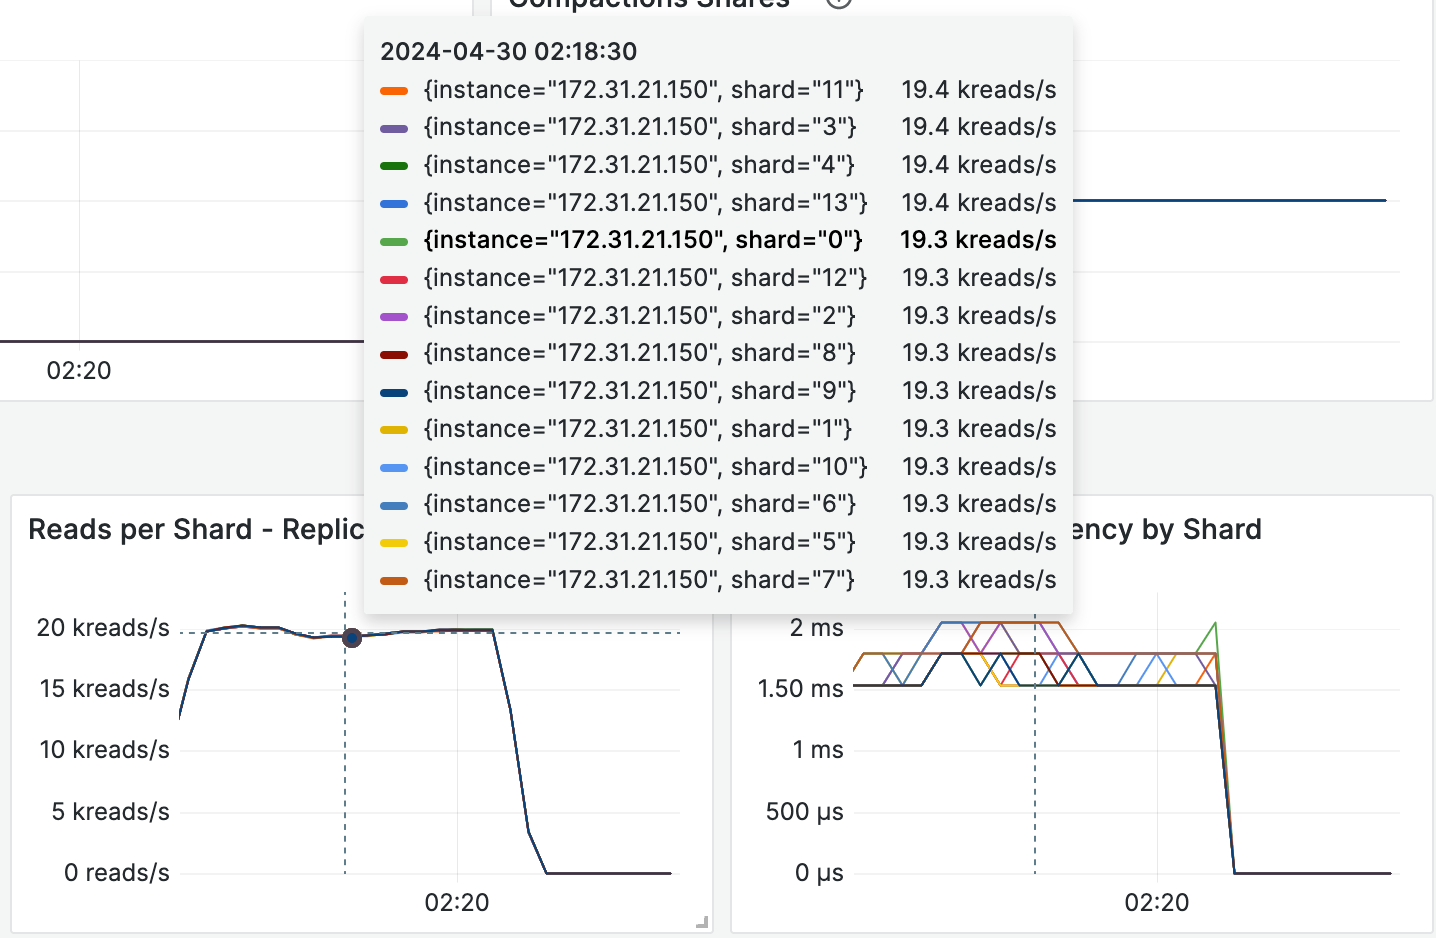 Compactions Shares
2024-04-30 02:18:30
{instance="172.31.21.150", shard="11"} 19.4 kreads/s
{instance="172.31.21.150", shard="3"} 19.4 kreads/s
{instance="172.31.21.150", shard="4"} 19.4 kreads/s
{instance="172.31.21.150", shard="13"} 19.4 kreads/s
{instance="172.31.21.150", shard="0"} 19.3 kreads/s
{instance="172.31.21.150", shard="12"} 19.3 kreads/s
{instance="172.31.21.150", shard="2"} 19.3 kreads/s
{instance="172.31.21.150", shard="8"} 19.3 kreads/s
{instance="172.31.21.150", shard="9"} 19.3 kreads/s
{instance="172.31.21.150", shard="1"} 19.3 kreads/s
{instance="172.31.21.150", shard="10"} 19.3 kreads/s
{instance="172.31.21.150", shard="6"} 19.3 kreads/s
{instance="172.31.21.150", shard="5"} 19.3 kreads/s
{instance="172.31.21.150", shard="7"} 19.3 kreads/s
02:20
Reads per Shard - Replic
20 kreads/s
15 kreads/s
10 kreads/s
5 kreads/s
0 reads/s
02:20
ency by Shard
2 ms
1.50 ms
1 ms
500 µs
0 µs
02:20